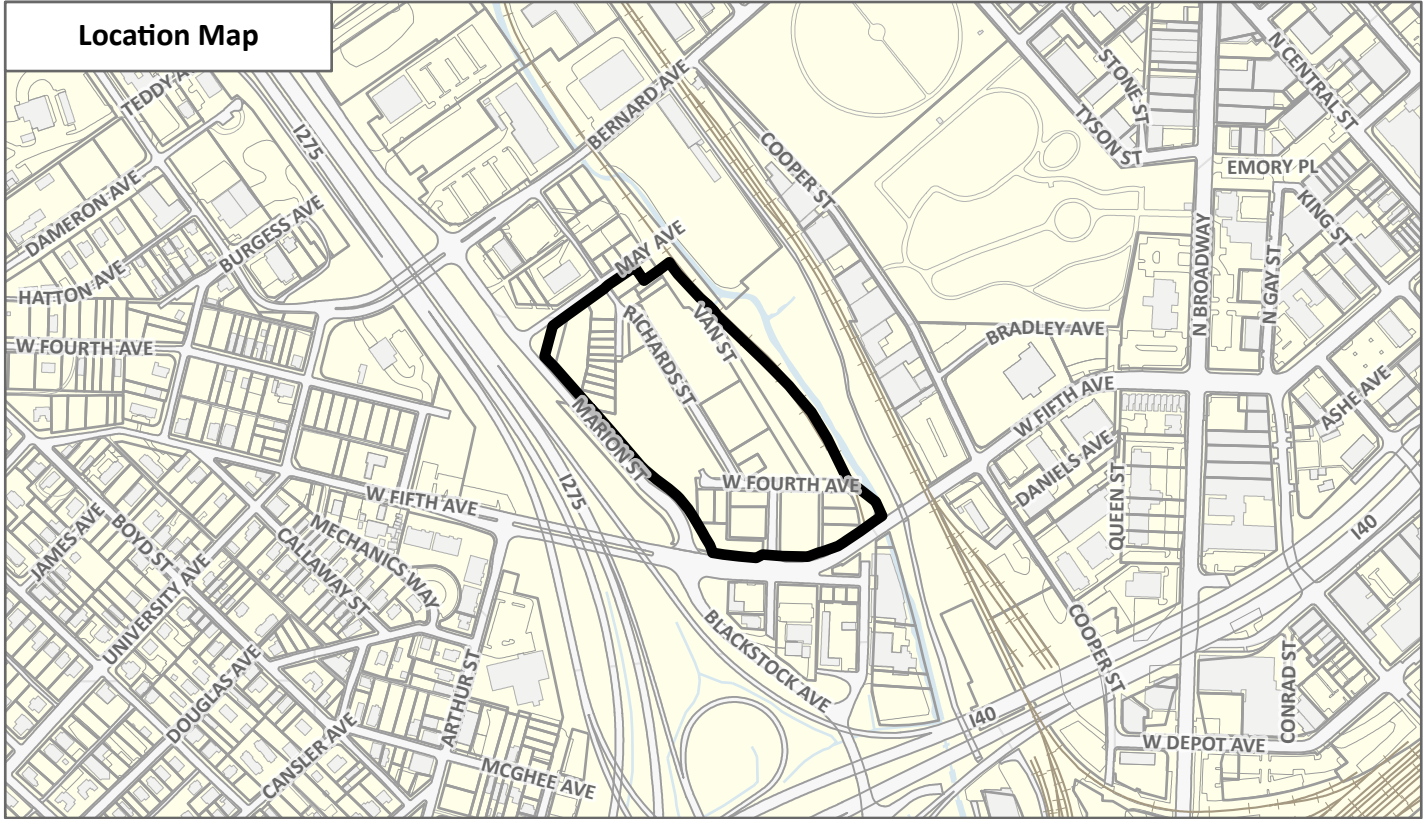 Location Map
TEDDY A
I275
BERNARD AVE
STONE ST
N CENTRAL ST
TYSON ST
COOPER ST
EMORY PL
DAMERON AVE
BURGESS AVE
KING ST
MAY AVE
N BROADWAY
N GAY ST
HATTON AVE
RICHARDS ST
VAN ST
BRADLEY AVE
W FOURTH AVE
W FIFTH AVE
ASHE AVE
MARION ST
DANIELS AVE
I275
W FOURTH AVE
QUEEN ST
W FIFTH AVE
I40
JAMES AVE
BOYD ST
MECHANICS WAY
CALLAWAY ST
UNIVERSITY AVE
COOPER ST
BLACKSTOCK AVE
DOUGLAS AVE
ARTHUR ST
CONRAD ST
I40
CANSLER AVE
W DEPOT AVE
MCGHEE AVE